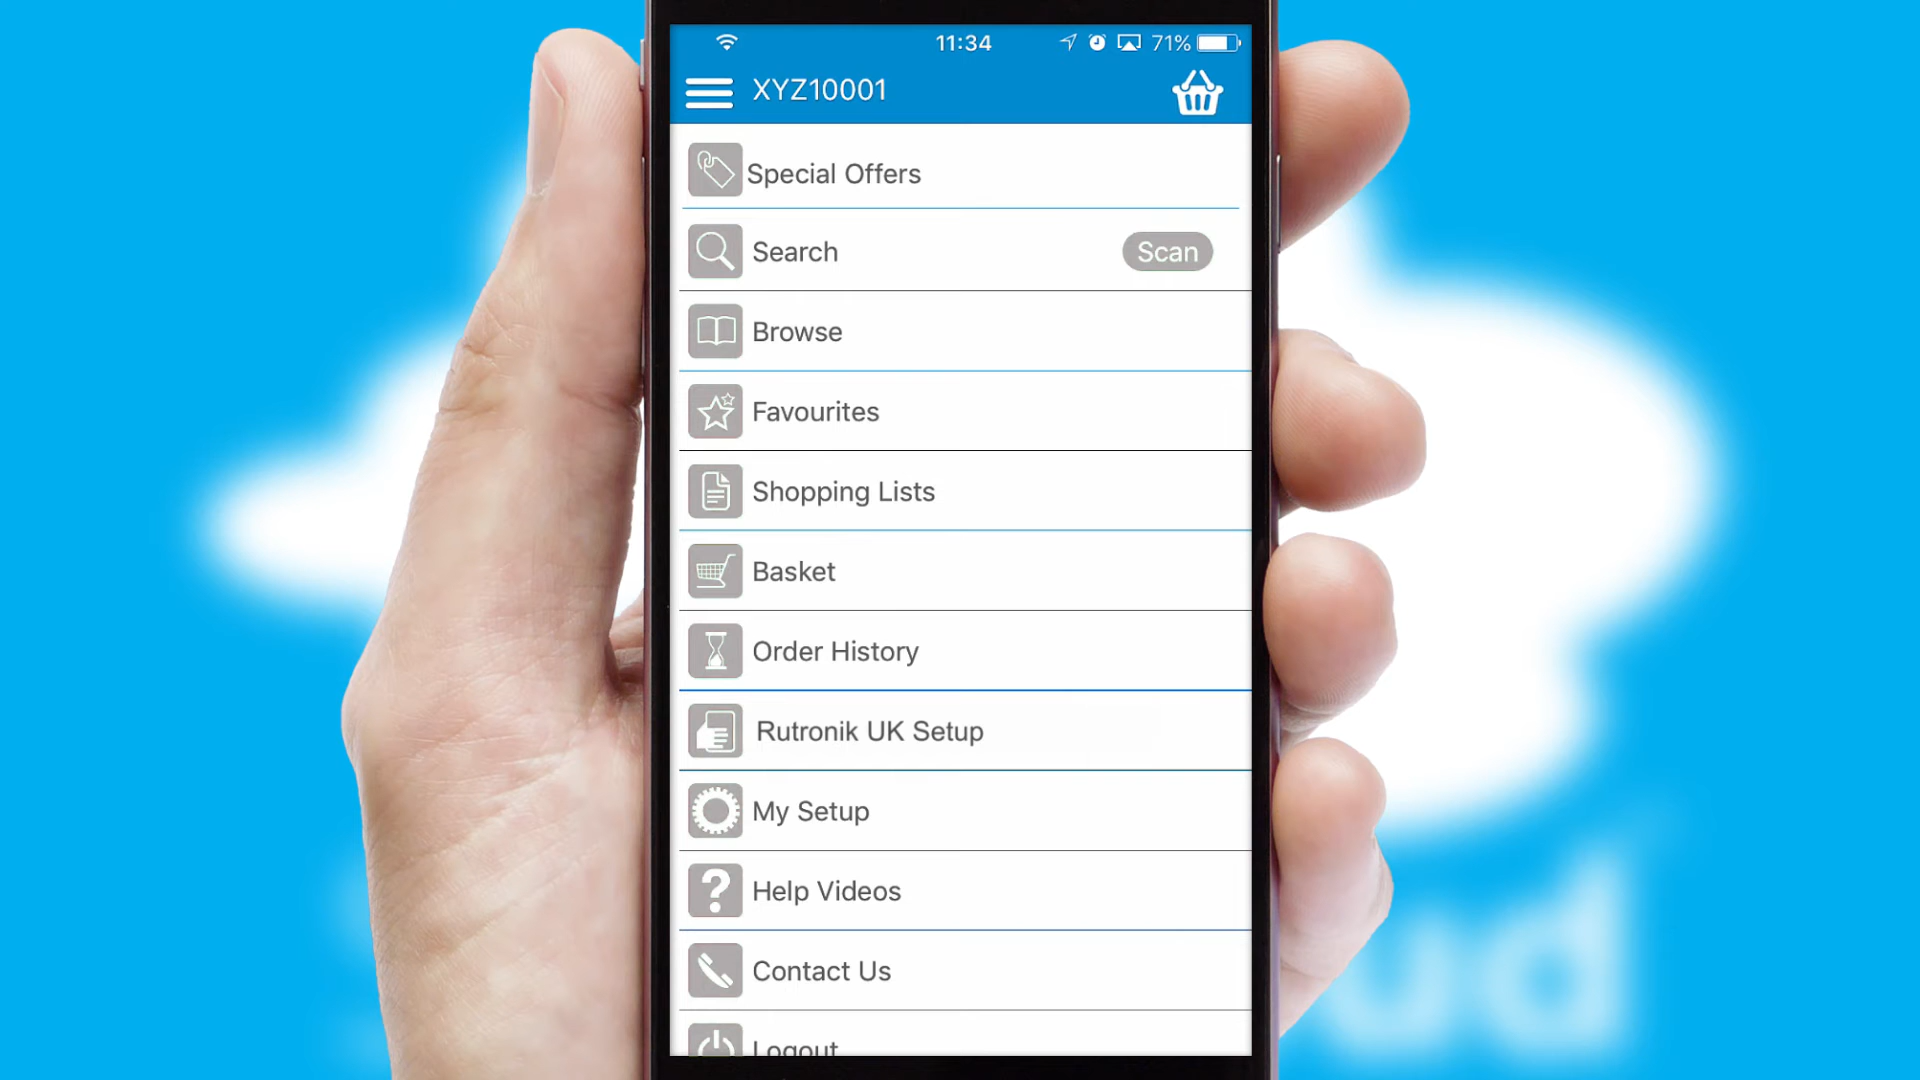 11:34
71%
XYZ10001
Special Offers
Search
Scan
Browse
Favourites
Shopping Lists
Basket
Order History
Rutronik UK Setup
My Setup
Help Videos
Contact Us
Logout
ud